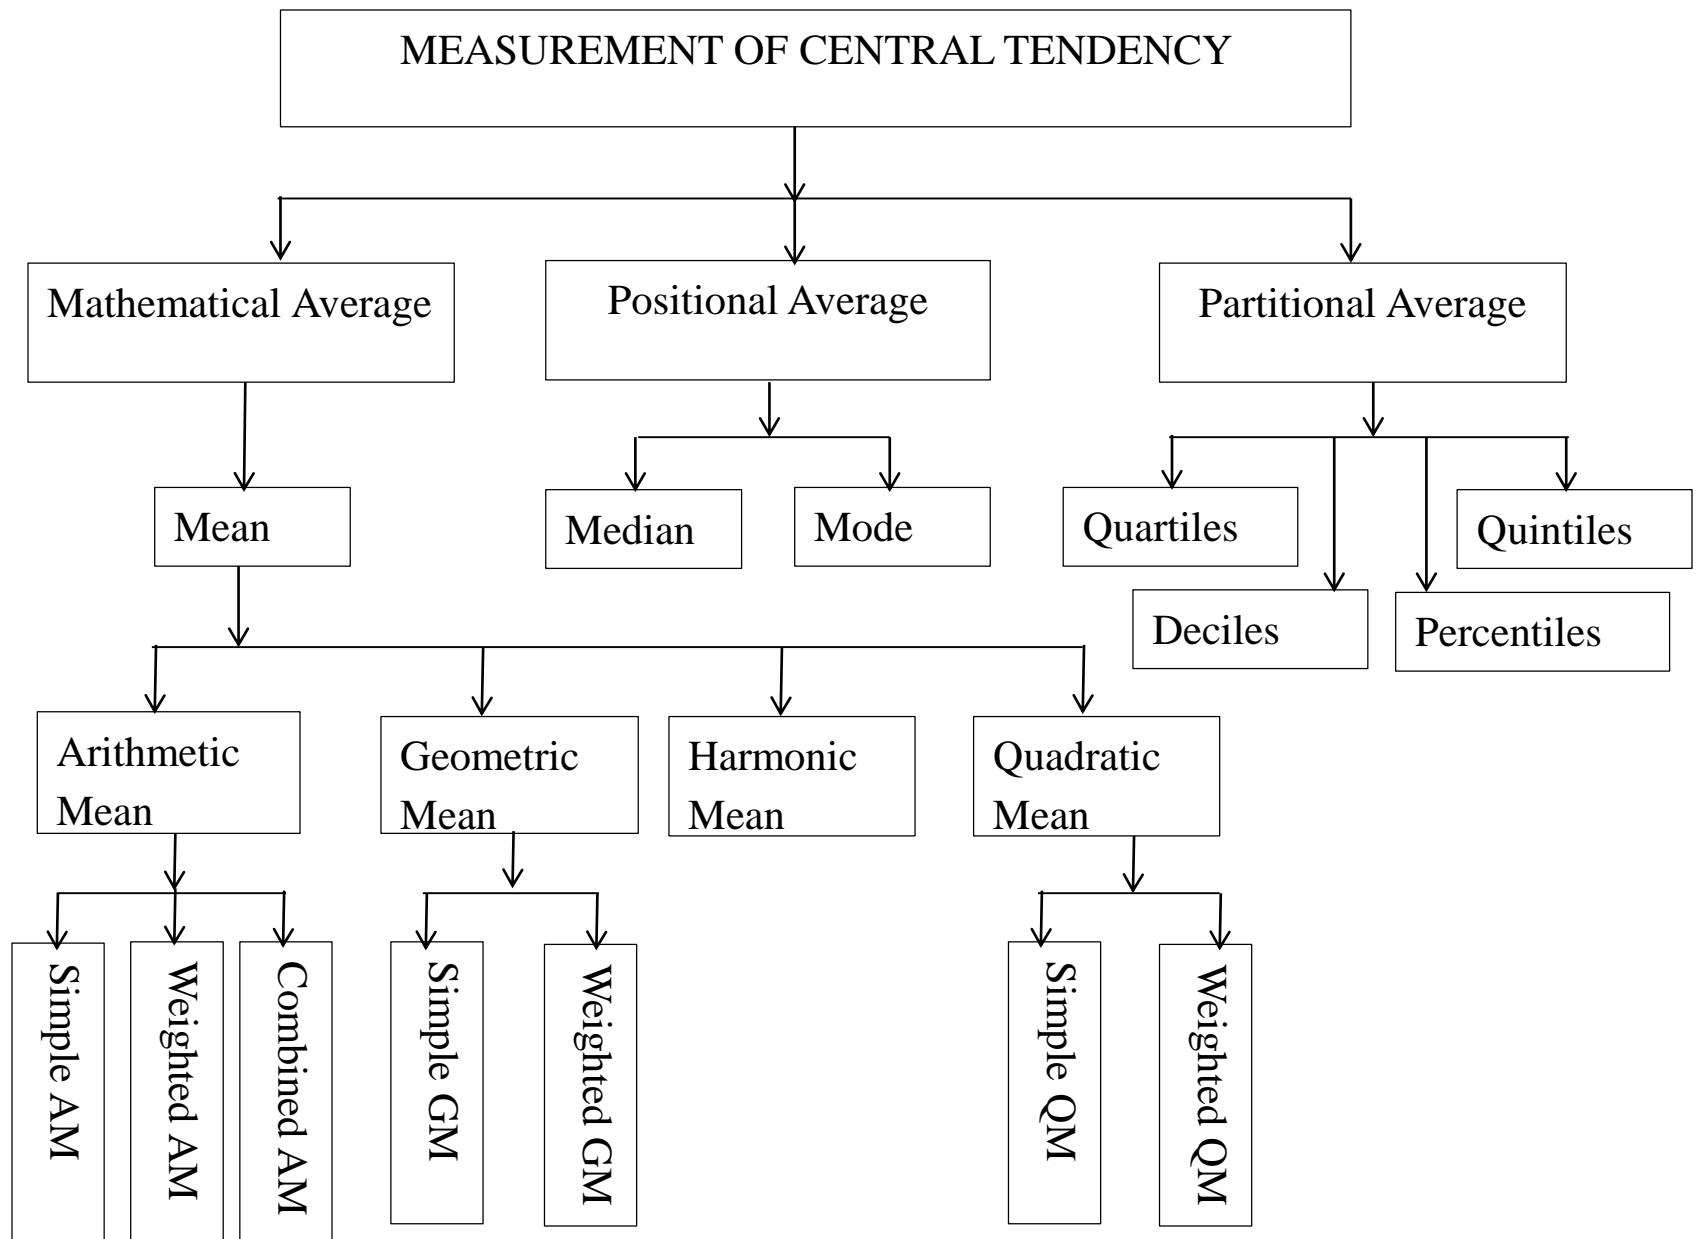 MEASUREMENT OF CENTRAL TENDENCY
Mathematical Average
Positional Average
Partitional Average
Mean
Median
Mode
Quartiles
Quintiles
Deciles
Percentiles
Arithmetic
Mean
Geometric
Mean
Harmonic
Mean
Quadratic
Mean
Simple AM
Weighted AM
Combined AM
Simple GM
Weighted GM
Simple QM
Weighted QM